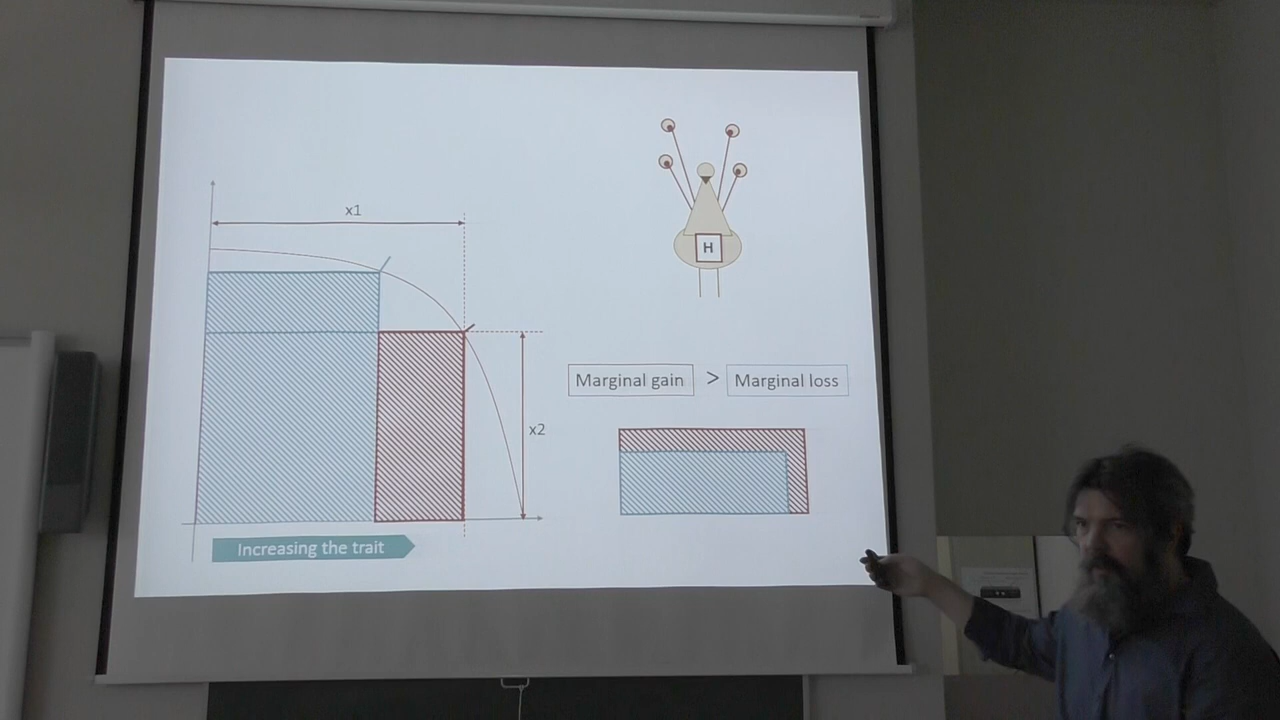 x1
H
Marginal gain > Marginal loss
x2
Increasing the trait